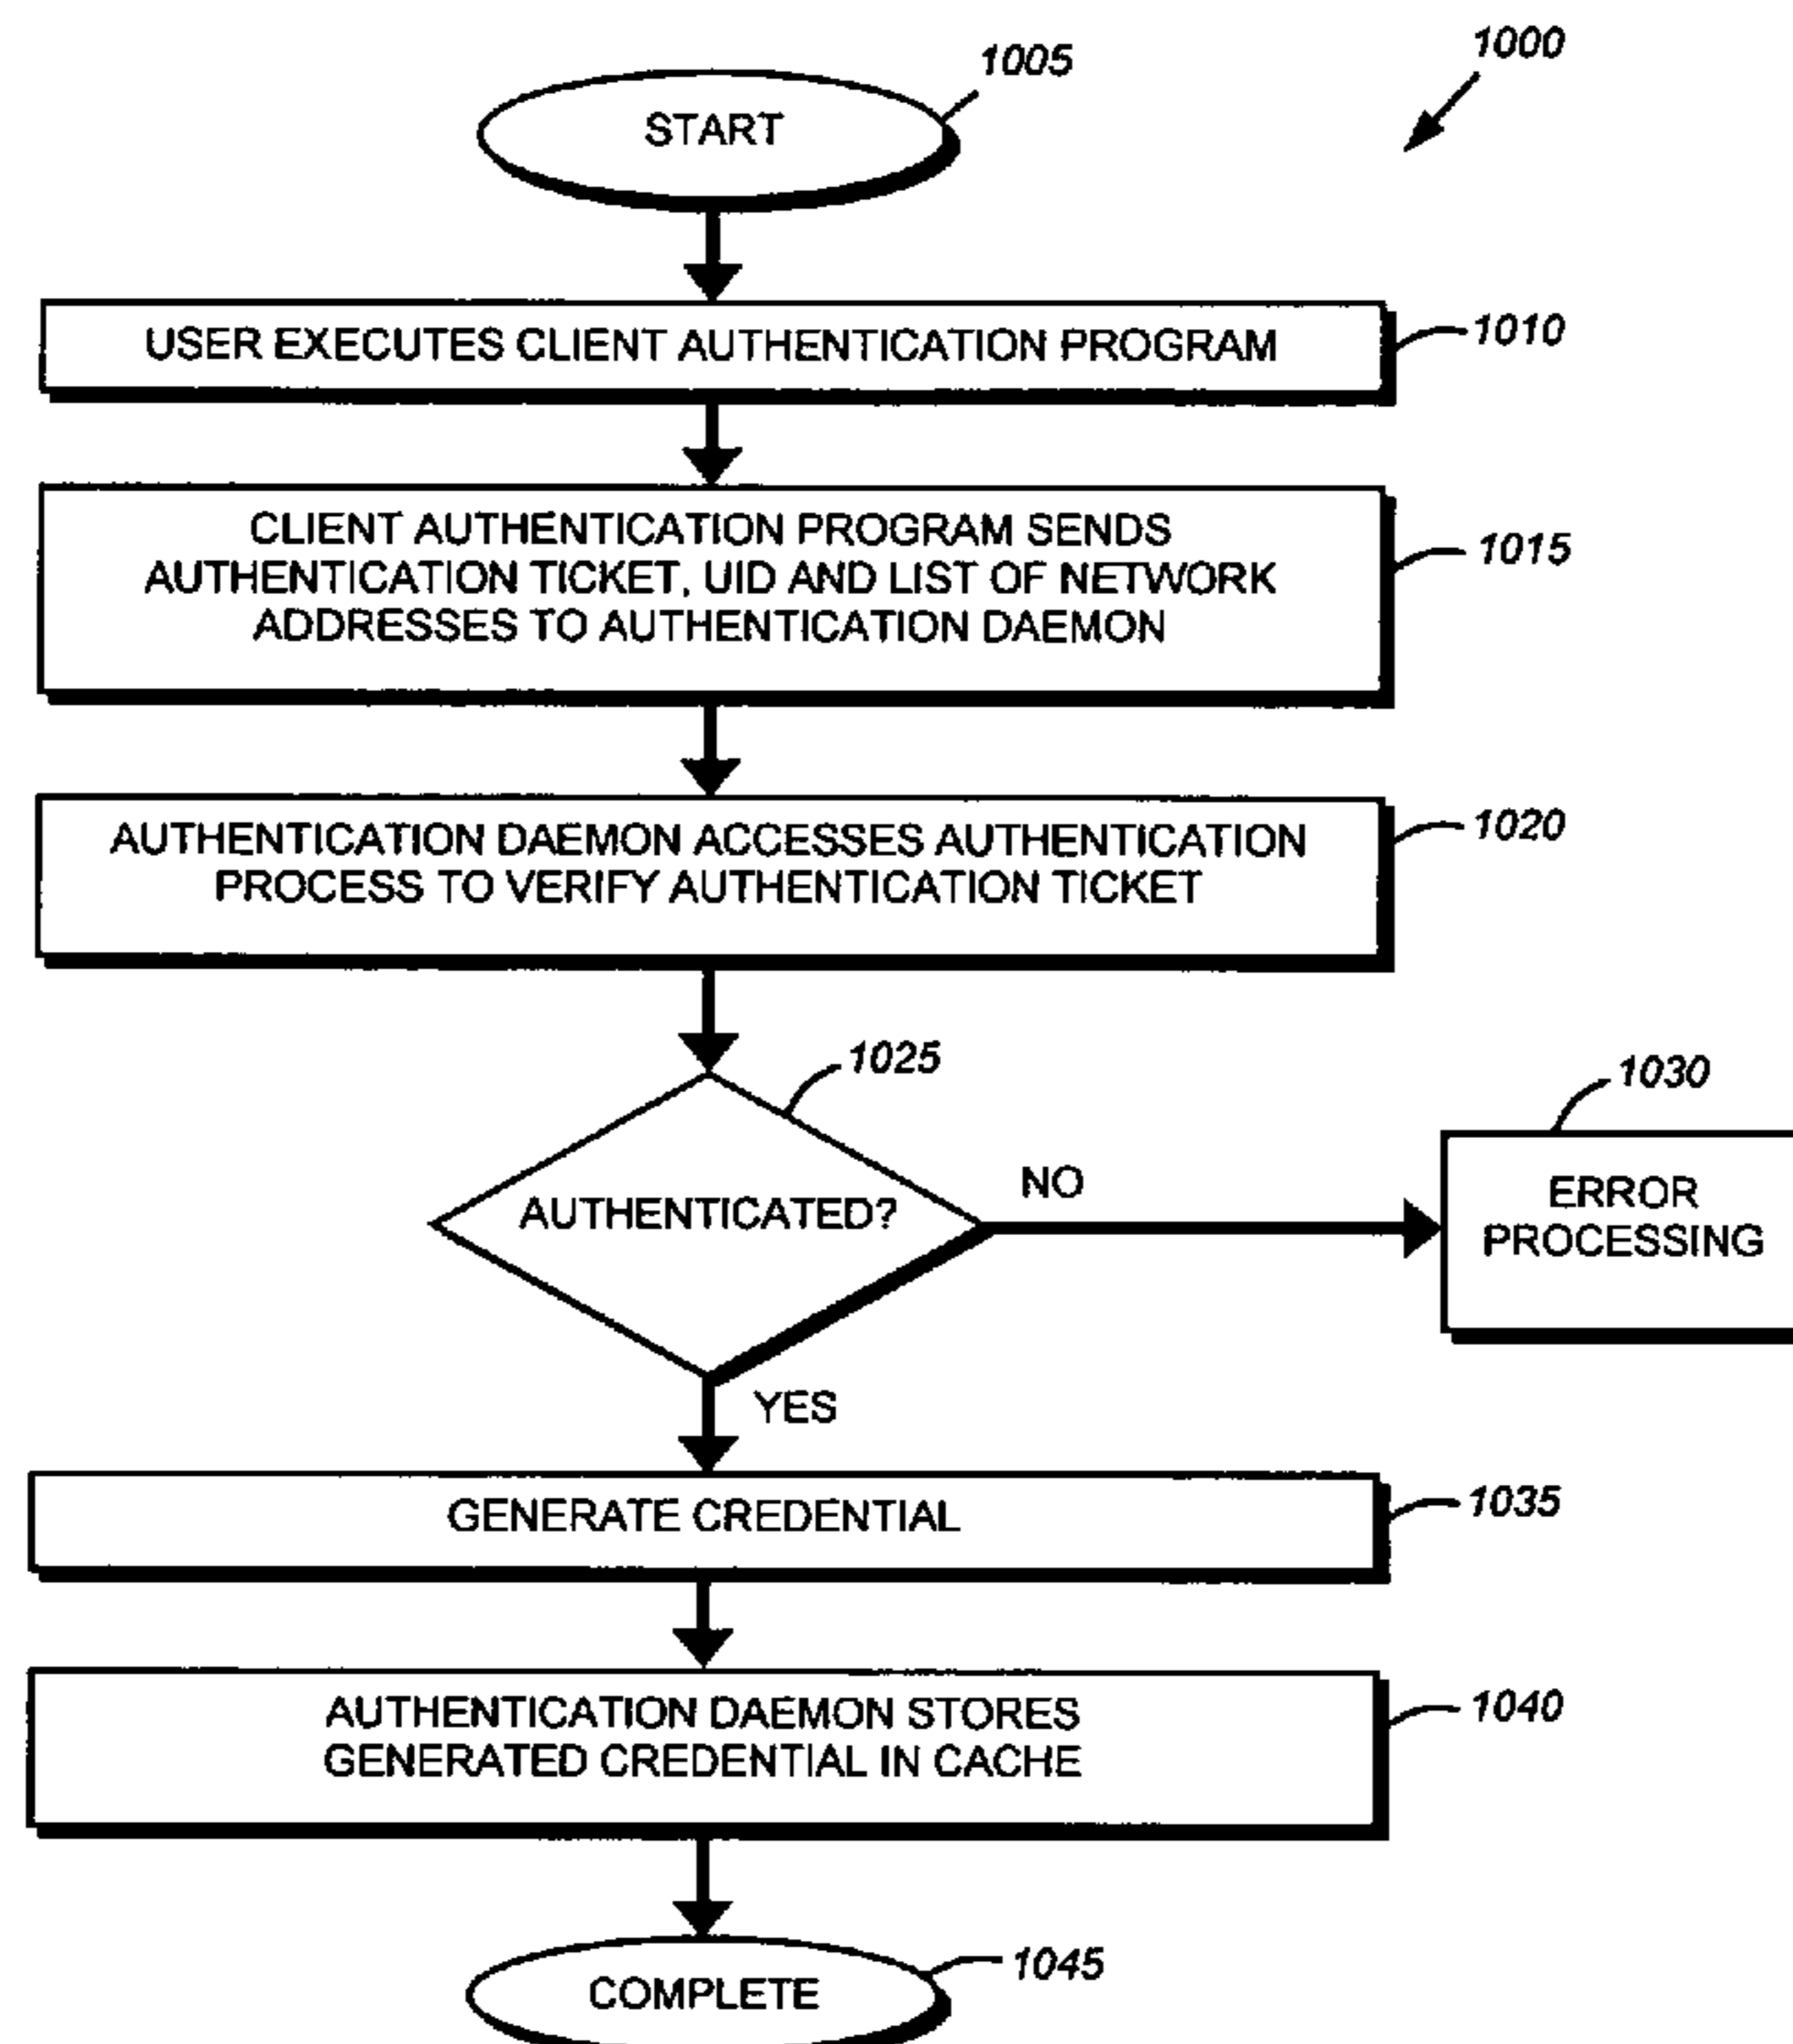 1000
1005
START
USER EXECUTES CLIENT AUTHENTICATION PROGRAM
1010
CLIENT AUTHENTICATION PROGRAM SENDS
AUTHENTICATION TICKET, UID AND LIST OF NETWORK
ADDRESSES TO AUTHENTICATION DAEMON
1015
AUTHENTICATION DAEMON ACCESSES AUTHENTICATION
PROCESS TO VERIFY AUTHENTICATION TICKET
1020
1025
AUTHENTICATED?
NO
1030
ERROR
PROCESSING
YES
GENERATE CREDENTIAL
1035
AUTHENTICATION DAEMON STORES
GENERATED CREDENTIAL IN CACHE
1040
COMPLETE
1045